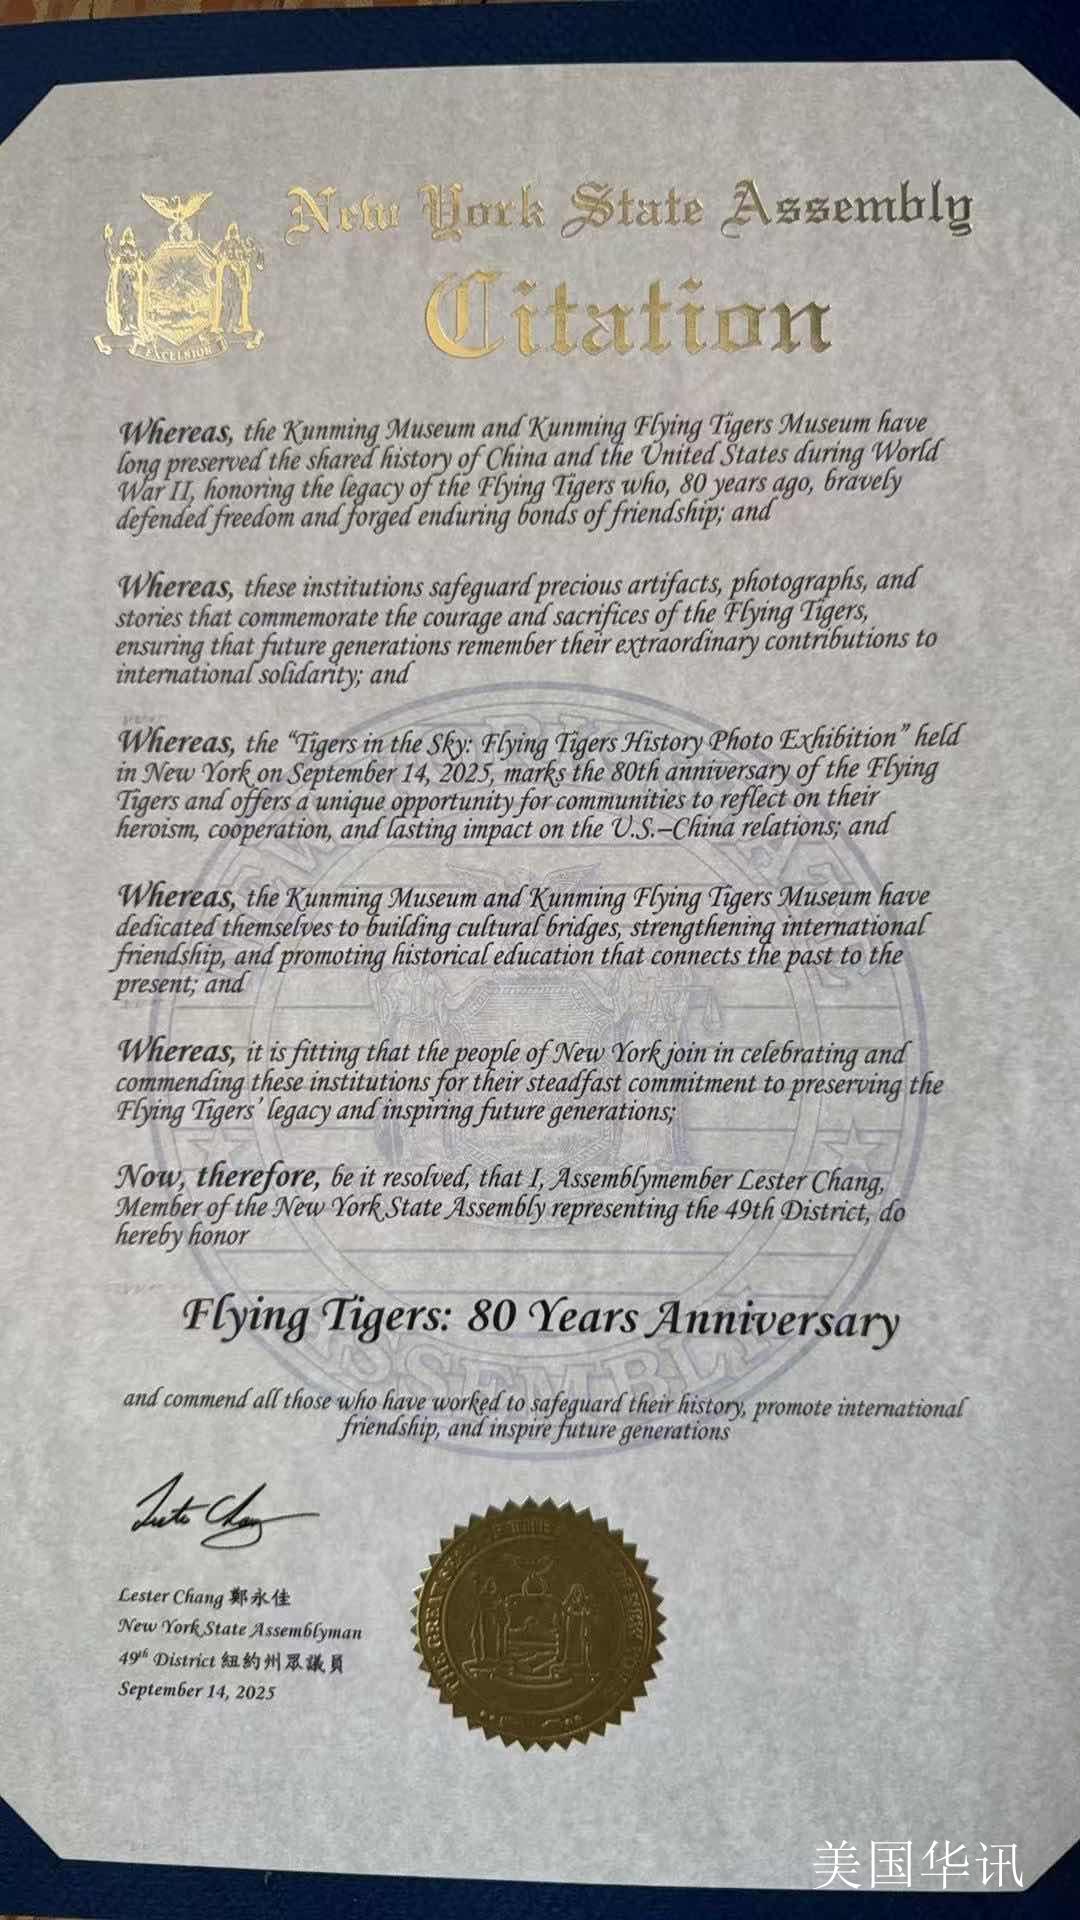 New York State Assembly
Citation
EXCELSIOR
Whereas, the Kunming Museum and Kunming Flying Tigers Museum have
long preserved the shared history of China and the United States during World
War II, honoring the legacy of the Flying Tigers who, 80 years ago, bravely
defended freedom and forged enduring bonds of friendship; and
Whereas, these institutions safeguard precious artifacts, photographs, and
stories that commemorate the courage and sacrifices of the Flying Tigers,
ensuring that future generations remember their extraordinary contributions to
international solidarity; and
Whereas, the “Tigers in the Sky: Flying Tigers History Photo Exhibition” held
in New York on September 14, 2025, marks the 80th anniversary of the Flying
Tigers and offers a unique opportunity for communities to reflect on their
heroism, cooperation, and lasting impact on the U.S.–China relations; and
Whereas, the Kunming Museum and Kunming Flying Tigers Museum have
dedicated themselves to building cultural bridges, strengthening international
friendship, and promoting historical education that connects the past to the
present; and
Whereas, it is fitting that the people of New York join in celebrating and
commending these institutions for their steadfast commitment to preserving the
Flying Tigers’ legacy and inspiring future generations;
Now, therefore, be it resolved, that I, Assemblymember Lester Chang,
Member of the New York State Assembly representing the 49th District, do
hereby honor
Flying Tigers: 80 Years Anniversary
and commend all those who have worked to safeguard their history, promote international
friendship, and inspire future generations
Lester Chang 鄭永佳
New York State Assemblyman
49th District 紐約州眾議員
September 14, 2025
THE GREAT SEAL OF THE
ASSEMBLY
美国华讯